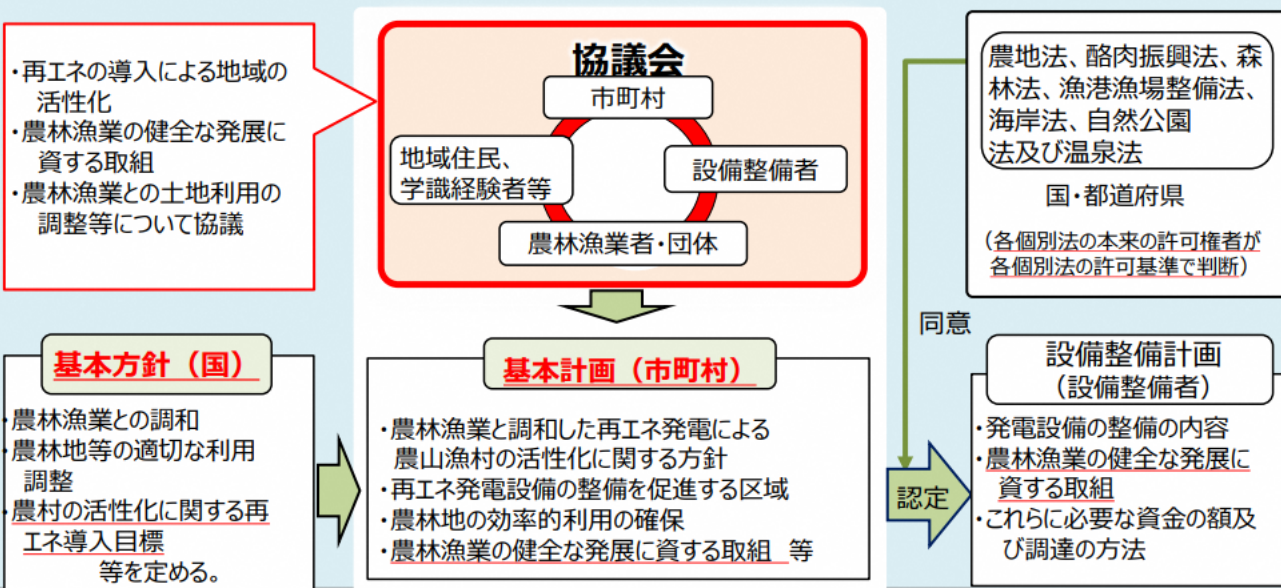 ・再エネの導入による地域の
活性化
・農林漁業の健全な発展に
資する取組
・農林漁業との土地利用の
調整等について協議
協議会
市町村
地域住民、
学識経験者等
設備整備者
農林漁業者・団体
農地法、酪肉振興法、森
林法、漁港漁場整備法、
海岸法、自然公園
法及び温泉法
国・都道府県
（各個別法の本来の許可権者が
各個別法の許可基準で判断）
同意
基本方針（国）
・農林漁業との調和
・農林地等の適切な利用
調整
・農村の活性化に関する再
エネ導入目標
等を定める。
基本計画（市町村）
・農林漁業と調和した再エネ発電による
農山漁村の活性化に関する方針
・再エネ発電設備の整備を促進する区域
・農林地の効率的利用の確保
・農林漁業の健全な発展に資する取組 等
認定
設備整備計画
（設備整備者）
・発電設備の整備の内容
・農林漁業の健全な発展に
資する取組
・これらに必要な資金の額及
び調達の方法